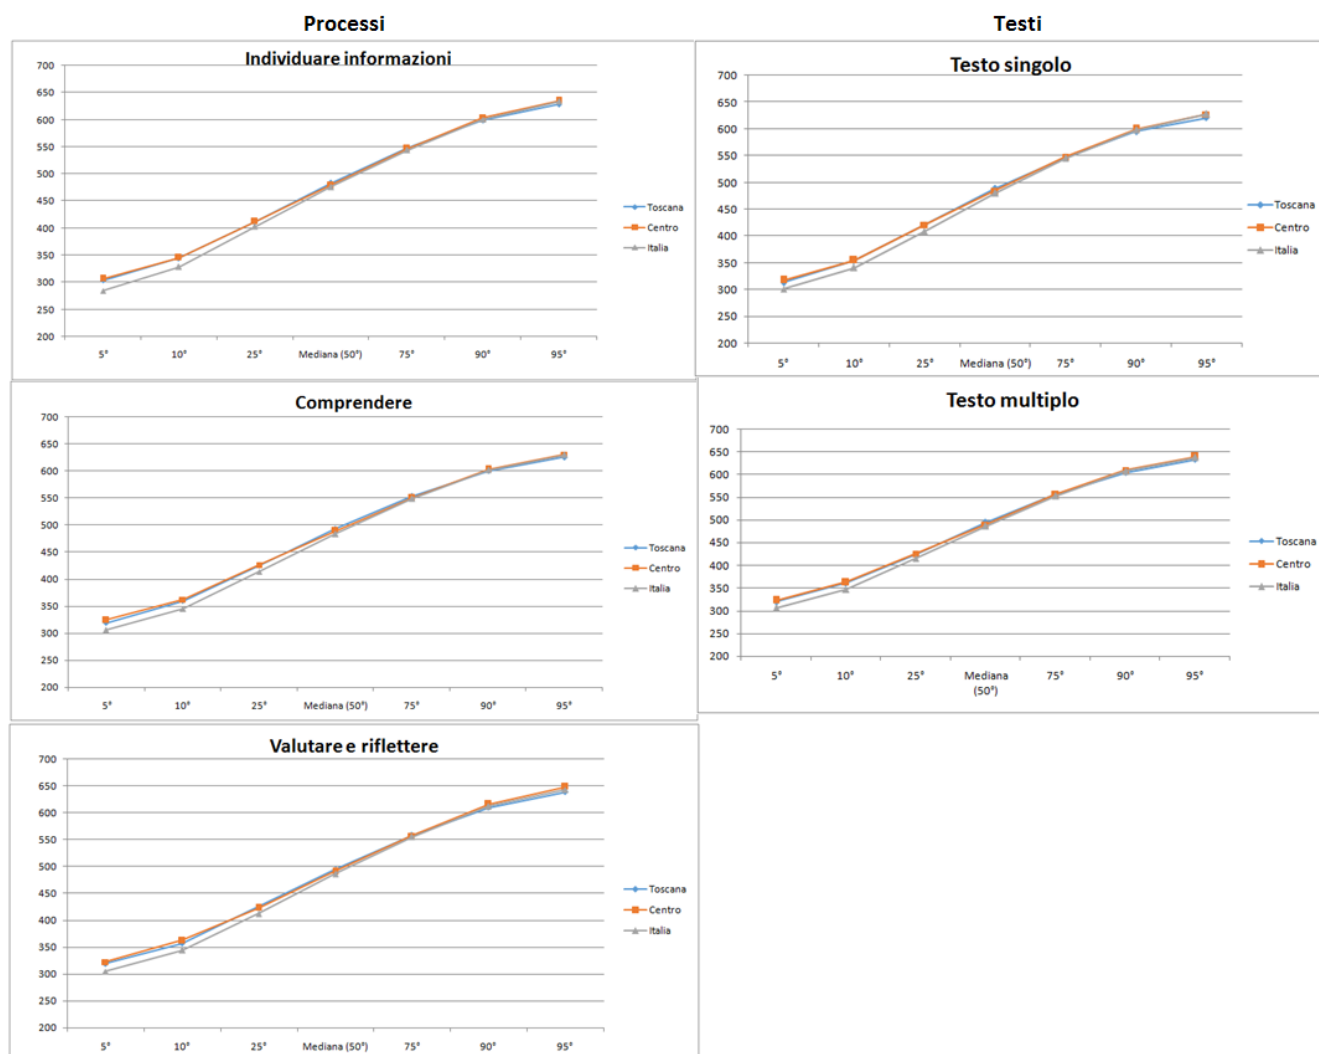 Processi
Testi
Individuare informazioni
700
650
600
550
500
450
400
350
300
250
200
5° 10° 25° Mediana (50°) 75° 90° 95°
Toscana
Centro
Italia
Testo singolo
700
650
600
550
500
450
400
350
300
250
200
5° 10° 25° Mediana (50°) 75° 90° 95°
Toscana
Centro
Italia
Comprendere
700
650
600
550
500
450
400
350
300
250
200
5° 10° 25° Mediana (50°) 75° 90° 95°
Toscana
Centro
Italia
Testo multiplo
700
650
600
550
500
450
400
350
300
250
200
5° 10° 25° Mediana 75° 90° 95°
(50°)
Toscana
Centro
Italia
Valutare e riflettere
700
650
600
550
500
450
400
350
300
250
200
5° 10° 25° Mediana (50°) 75° 90° 95°
Toscana
Centro
Italia